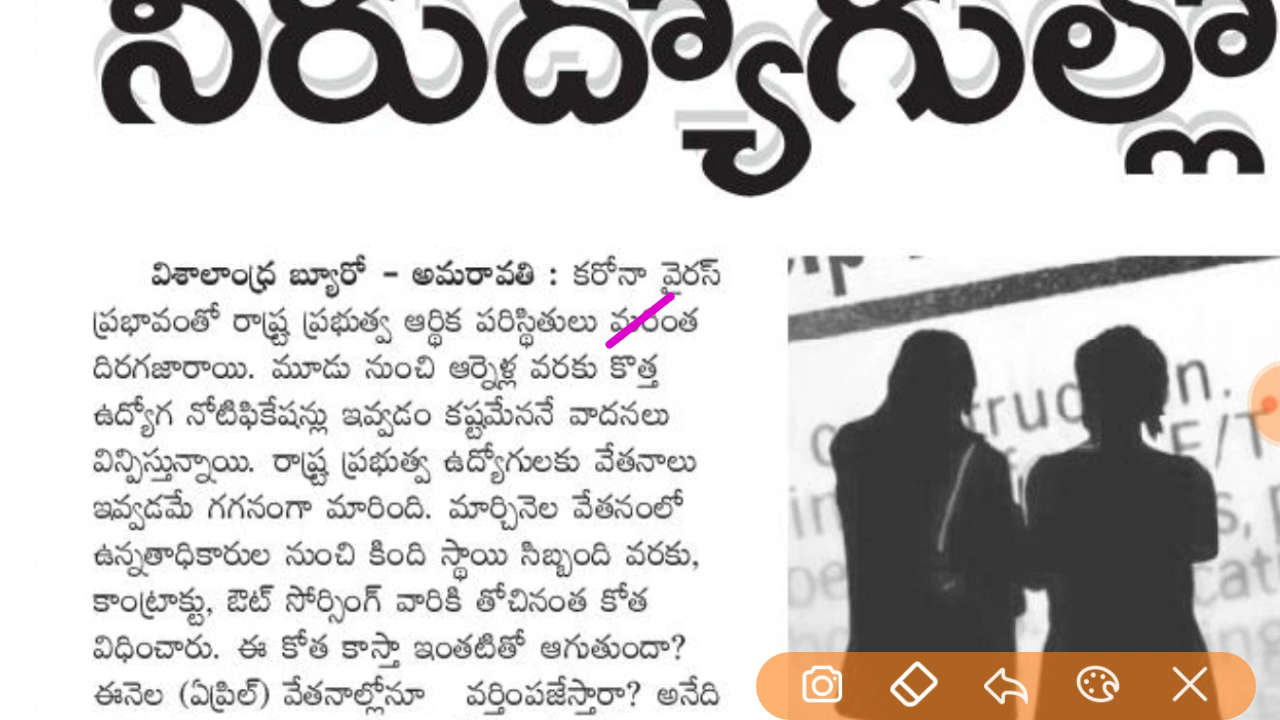 నిరుద్యోగుల్లో
విశాలాంధ్ర బ్యూరో - అమరావతి : కరోనా వైరస్
ప్రభావంతో రాష్ట్ర ప్రభుత్వ ఆర్థిక పరిస్థితులు మరింత
దిరగజారాయి. మూడు నుంచి ఆర్నెళ్ల వరకు కొత్త
ఉద్యోగ నోటిఫికేషన్లు ఇవ్వడం కష్టమేననే వాదనలు
విన్పిస్తున్నాయి. రాష్ట్ర ప్రభుత్వ ఉద్యోగులకు వేతనాలు
ఇవ్వడమే గగనంగా మారింది. మార్చినెల వేతనంలో
ఉన్నతాధికారుల నుంచి కింది స్థాయి సిబ్బంది వరకు,
కాంట్రాక్టు, ఔట్ సోర్సింగ్ వారికి తోచినంత కోత
విధించారు. ఈ కోత కాస్తా ఇంతటితో ఆగుతుందా?
ఈనెల (ఏప్రిల్) వేతనాల్లోనూ వర్తింపజేస్తారా? అనేది